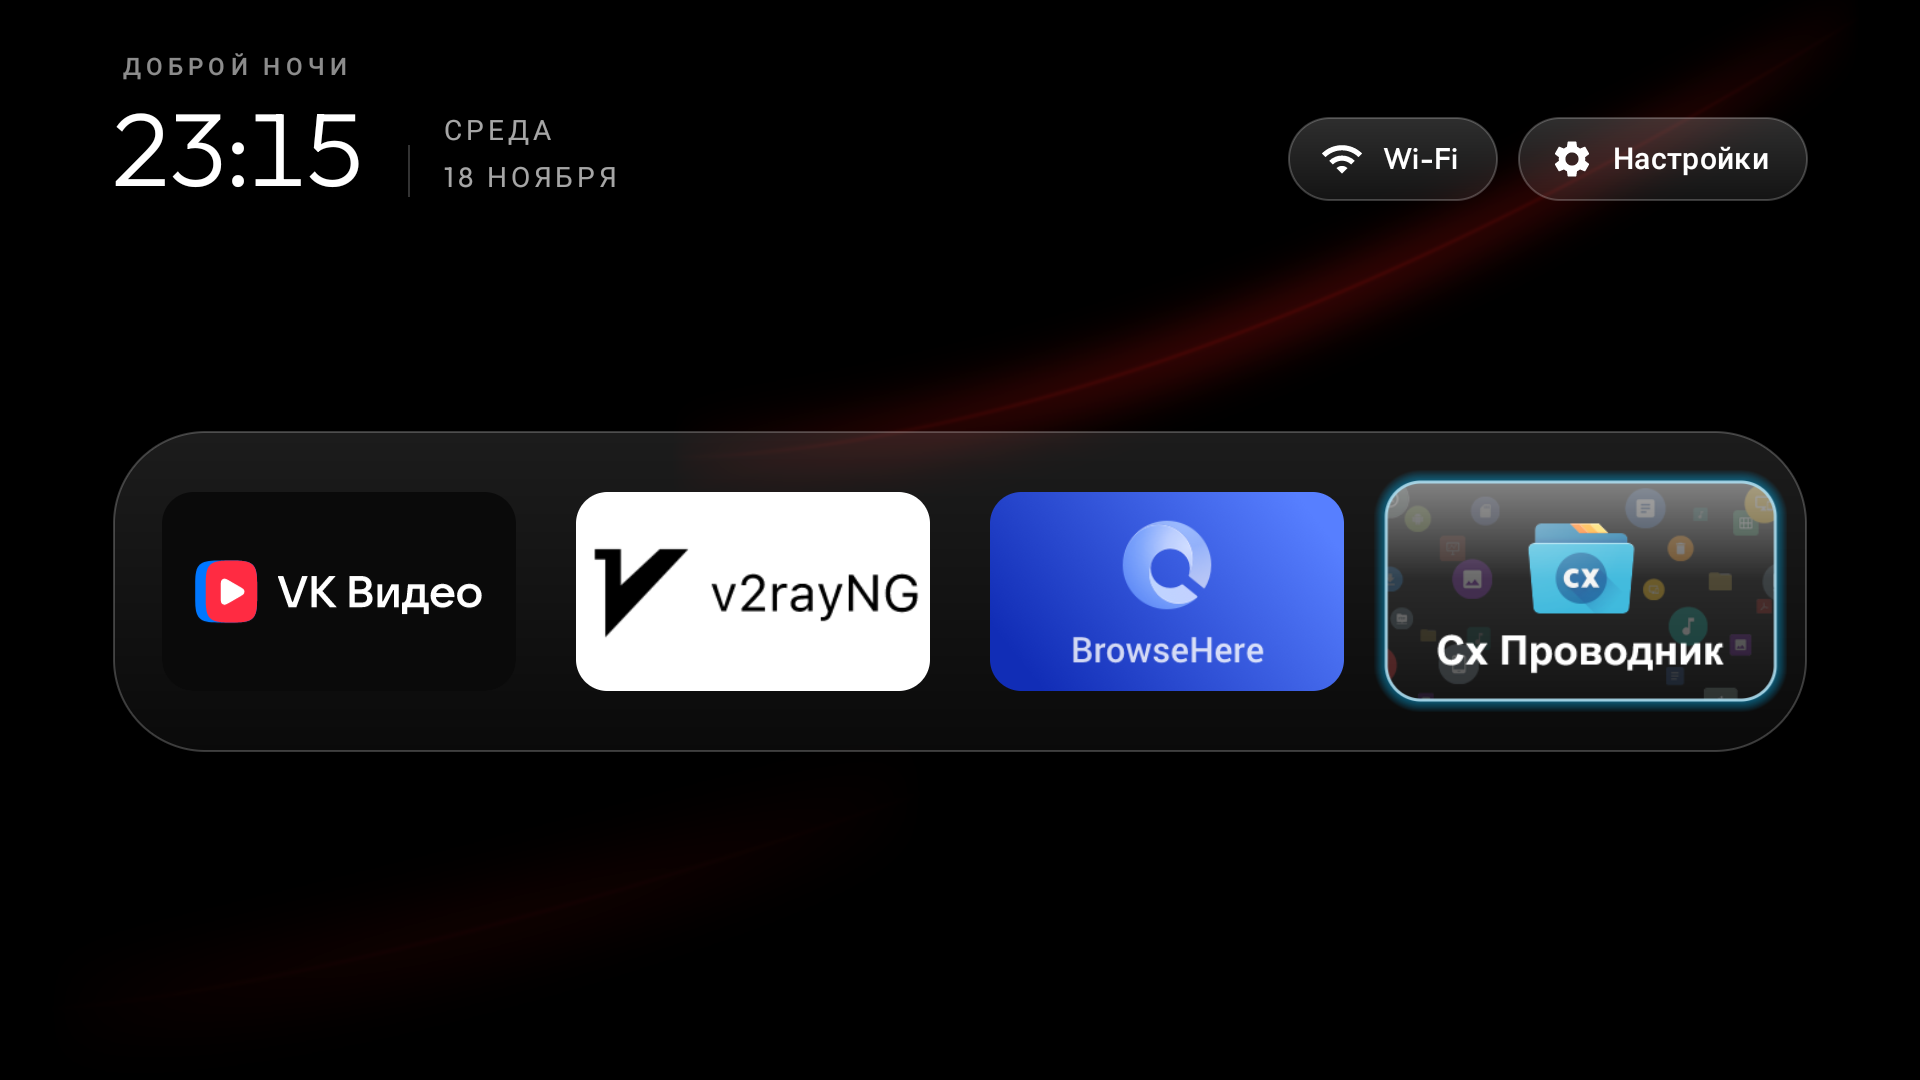 ДОБРОЙ НОЧИ
23:15
СРЕДА
18 НОЯБРЯ
Wi-Fi
Настройки
VK Видео
v2rayNG
BrowseHere
CX
Cx Проводник